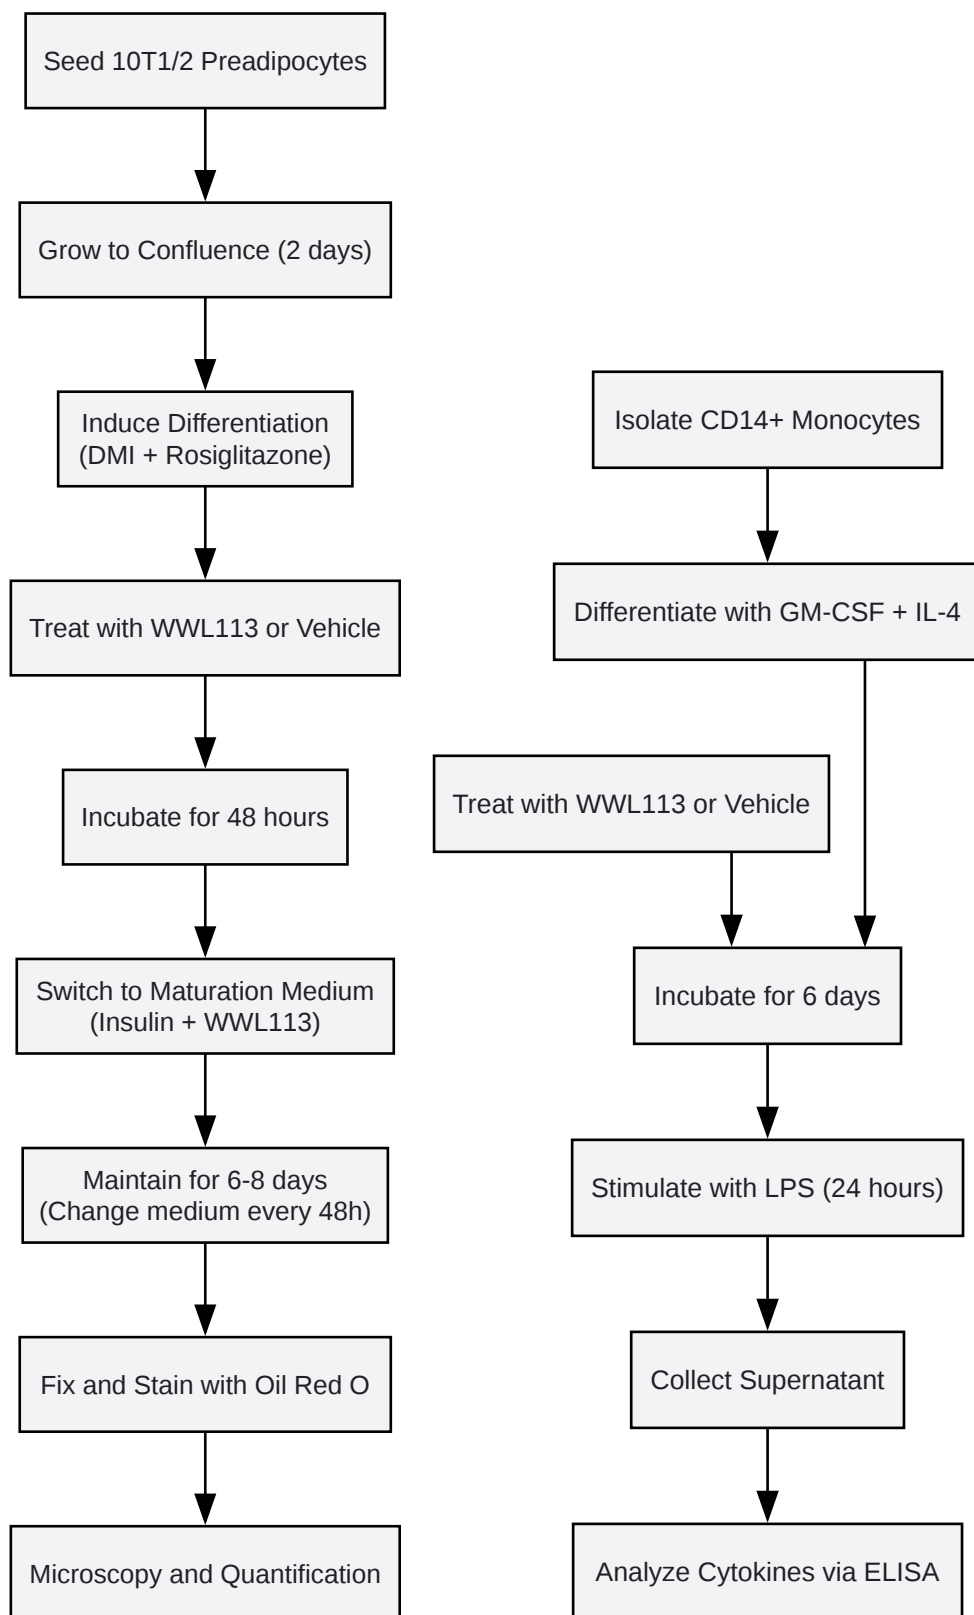 Seed 10T1/2 Preadipocytes
Grow to Confluence (2 days)
Induce Differentiation
(DMI + Rosiglitazone)
Treat with WWL113 or Vehicle
Incubate for 48 hours
Switch to Maturation Medium
(Insulin + WWL113)
Maintain for 6-8 days
(Change medium every 48h)
Fix and Stain with Oil Red O
Microscopy and Quantification
Isolate CD14+ Monocytes
Differentiate with GM-CSF + IL-4
Treat with WWL113 or Vehicle
Incubate for 6 days
Stimulate with LPS (24 hours)
Collect Supernatant
Analyze Cytokines via ELISA